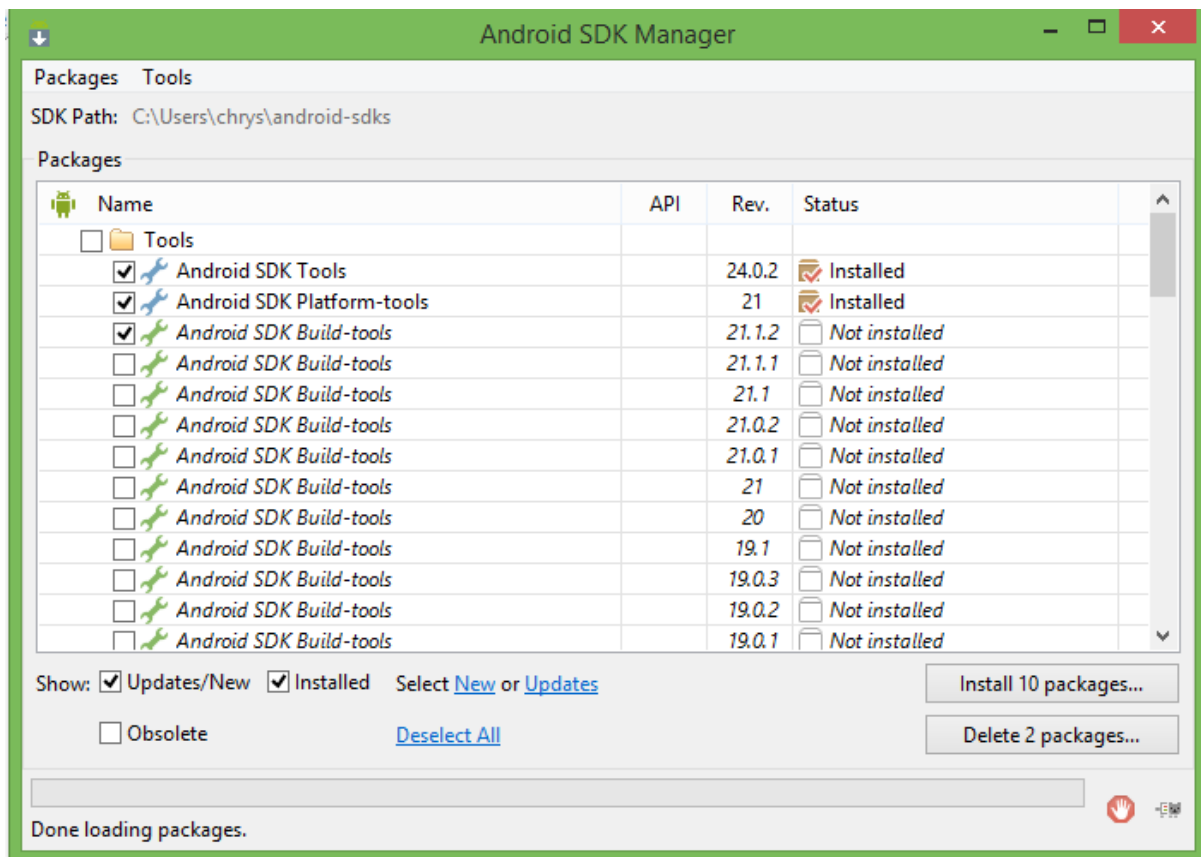 Android SDK Manager
Packages Tools
SDK Path: C:\Users\chrys\android-sdks
Packages
Name API Rev. Status
Tools
Android SDK Tools 24.0.2 Installed
Android SDK Platform-tools 21 Installed
Android SDK Build-tools 21.1.2 Not installed
Android SDK Build-tools 21.1.1 Not installed
Android SDK Build-tools 21.1 Not installed
Android SDK Build-tools 21.0.2 Not installed
Android SDK Build-tools 21.0.1 Not installed
Android SDK Build-tools 21 Not installed
Android SDK Build-tools 20 Not installed
Android SDK Build-tools 19.1 Not installed
Android SDK Build-tools 19.0.3 Not installed
Android SDK Build-tools 19.0.2 Not installed
Android SDK Build-tools 19.0.1 Not installed
Show: Updates/New Installed Select New or Updates Install 10 packages...
Obsolete Deselect All Delete 2 packages...
Done loading packages.